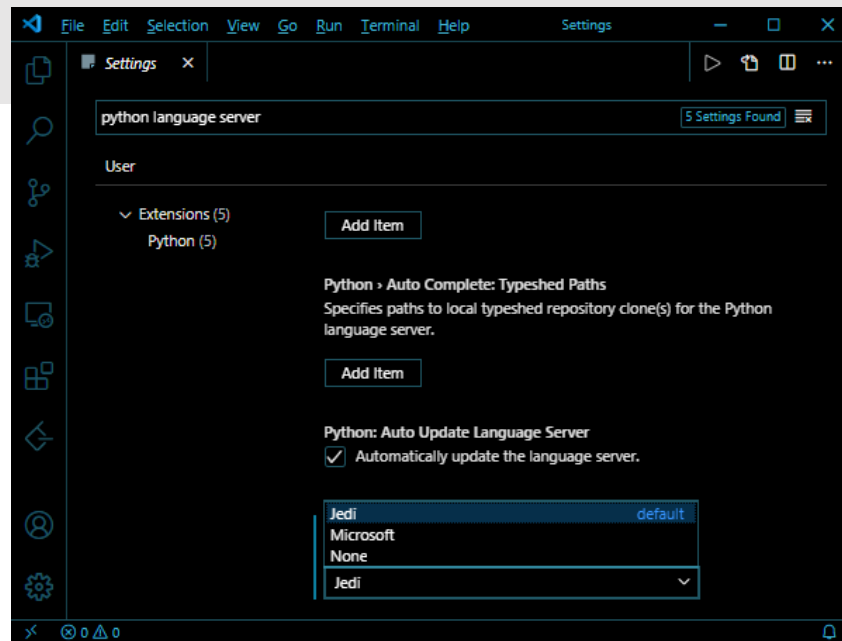 File Edit Selection View Go Run Terminal Help Settings
Settings
python language server 5 Settings Found
User
Extensions (5)
Python (5)
Add Item
Python › Auto Complete: Typeshed Paths
Specifies paths to local typeshed repository clone(s) for the Python
language server.
Add Item
Python: Auto Update Language Server
Automatically update the language server.
Jedi default
Microsoft
None
Jedi
0 0